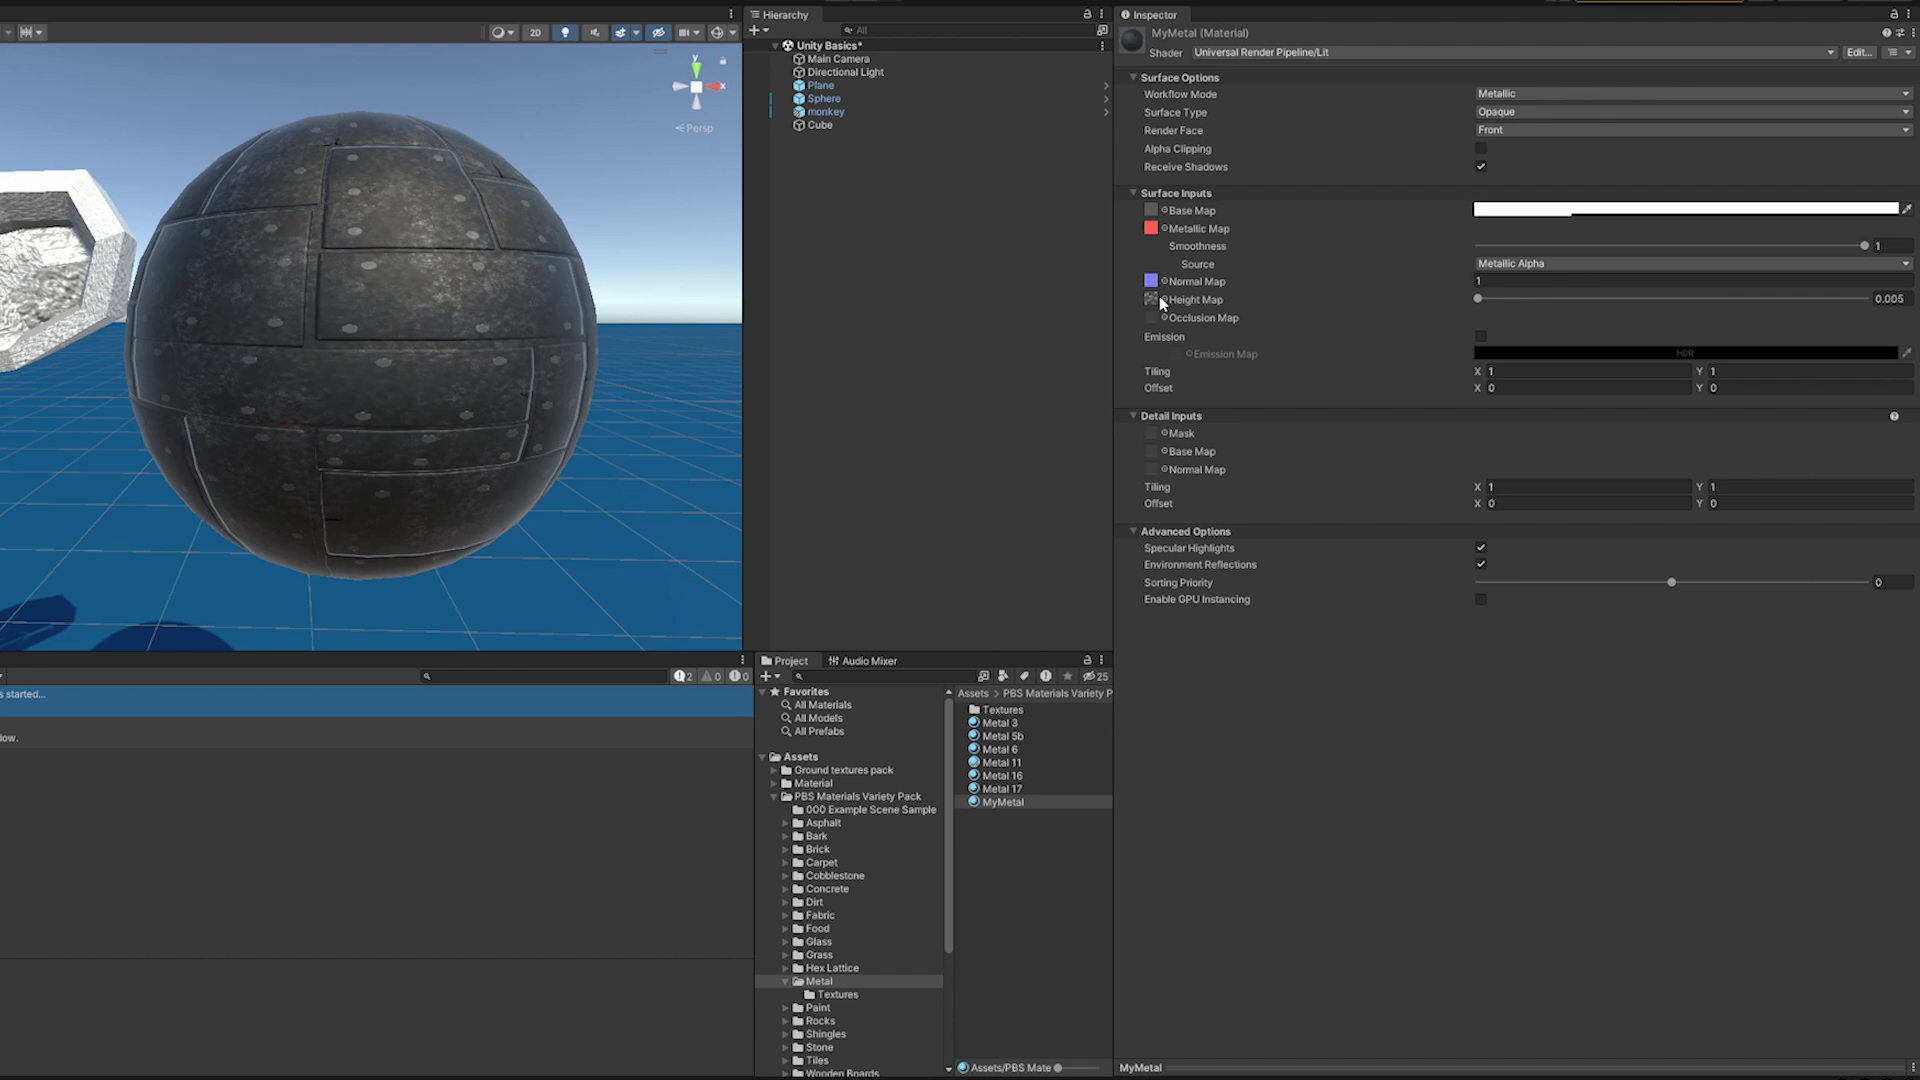 Hierarchy
Inspector
MyMetal (Material)
Shader Universal Render Pipeline/Lit Edit...
2D
All
Unity Basics*
Main Camera
Directional Light
Plane
Sphere
monkey
Cube
y
x
Persp
Surface Options
Workflow Mode Metallic
Surface Type Opaque
Render Face Front
Alpha Clipping
Receive Shadows
Surface Inputs
Base Map
Metallic Map
Smoothness 1
Source Metallic Alpha
Normal Map 1
Height Map 0.005
Occlusion Map
Emission
Emission Map HDR
Tiling X 1 Y 1
Offset X 0 Y 0
Detail Inputs
Mask
Base Map
Normal Map
Tiling X 1 Y 1
Offset X 0 Y 0
Advanced Options
Specular Highlights
Environment Reflections
Sorting Priority 0
Enable GPU Instancing
2 0 0
s started...
low.
Project Audio Mixer
25
Favorites
All Materials
All Models
All Prefabs
Assets
Ground textures pack
Material
PBS Materials Variety Pack
000 Example Scene Sample
Asphalt
Bark
Brick
Carpet
Cobblestone
Concrete
Dirt
Fabric
Food
Glass
Grass
Hex Lattice
Metal
Textures
Paint
Rocks
Shingles
Stone
Tiles
Wooden Boards
Assets > PBS Materials Variety P
Textures
Metal 3
Metal 5b
Metal 6
Metal 11
Metal 16
Metal 17
MyMetal
Assets/PBS Mate
MyMetal